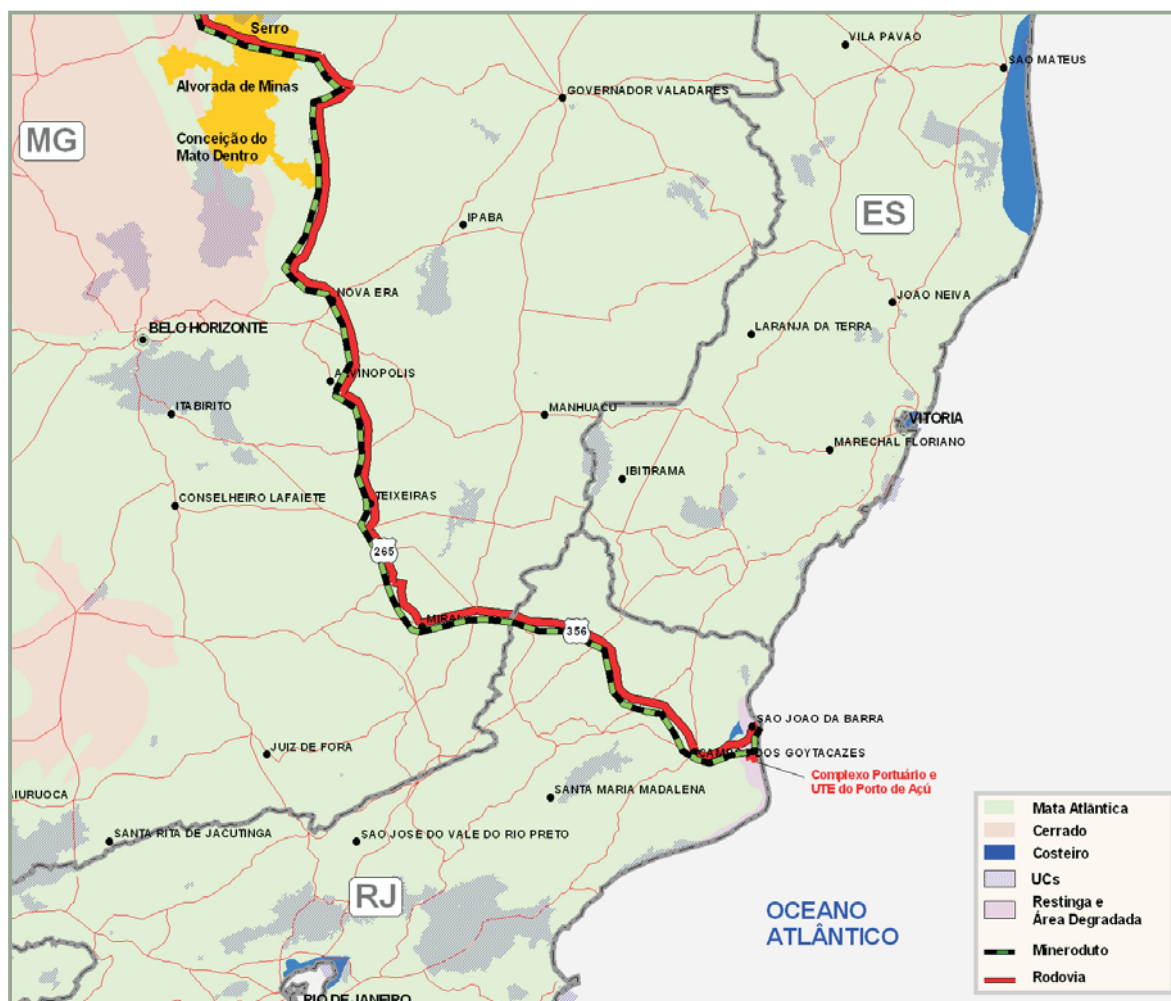 Serro
VILA PAVAO
SAO MATEUS
Alvorada de Minas
GOVERNADOR VALADARES
MG
Conceição do
Mato Dentro
IPABA
ES
NOVA ERA
JOAO NEIVA
BELO HORIZONTE
LARANJA DA TERRA
ITABIRITO
MANHUACU
VITORIA
MARECHAL FLORIANO
IBITIRAMA
CONSELHEIRO LAFAIETE
TEIXEIRAS
265
356
SAO JOAO DA BARRA
JUIZ DE FORA
DOS GOYTACAZES
Complexo Portuário e
UTE do Porto de Açú
SANTA MARIA MADALENA
AIURUOCA
SANTA RITA DE JACUTINGA
SAO JOSE DO VALE DO RIO PRETO
RJ
OCEANO
ATLÂNTICO
RIO DE JANEIRO
Mata Atlântica
Cerrado
Costeiro
UCs
Restinga e
Área Degradada
Mineroduto
Rodovia